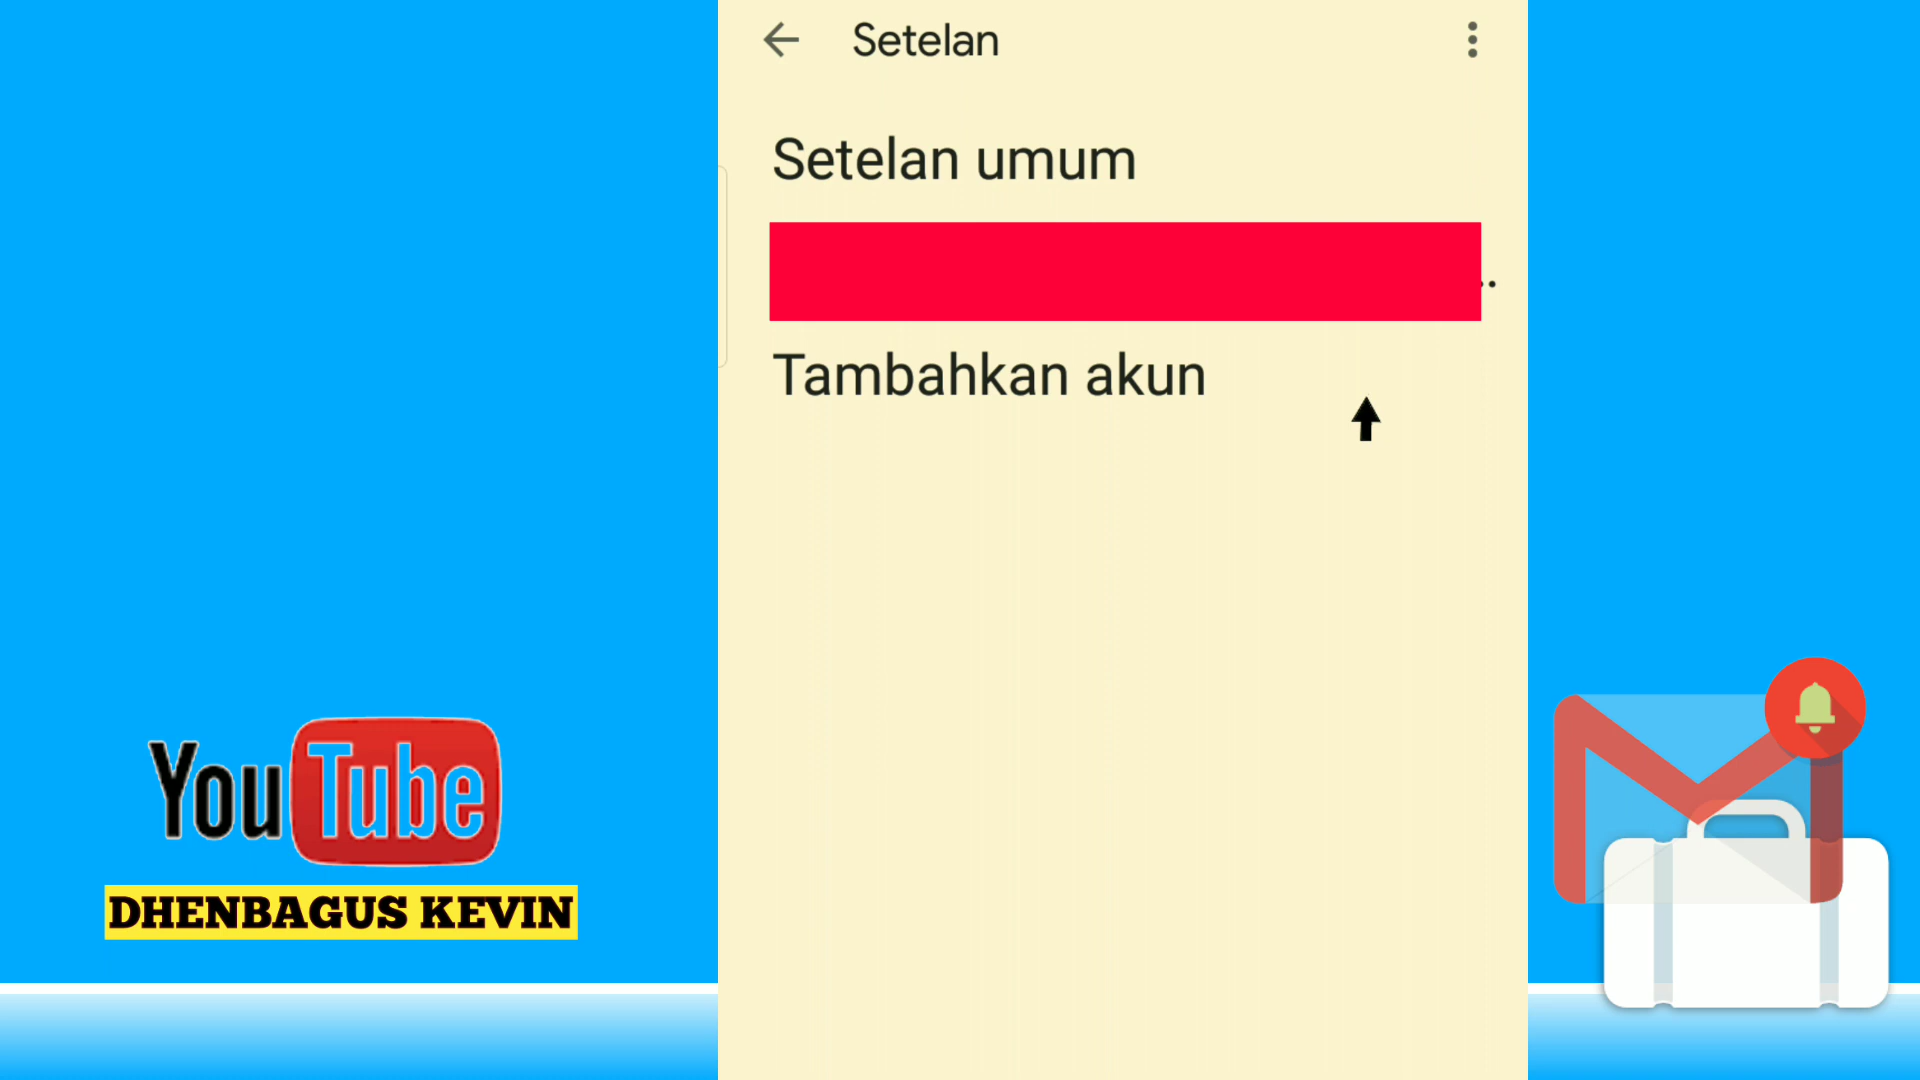 Setelan
Setelan umum
..
Tambahkan akun
YouTube
DHENBAGUS KEVIN